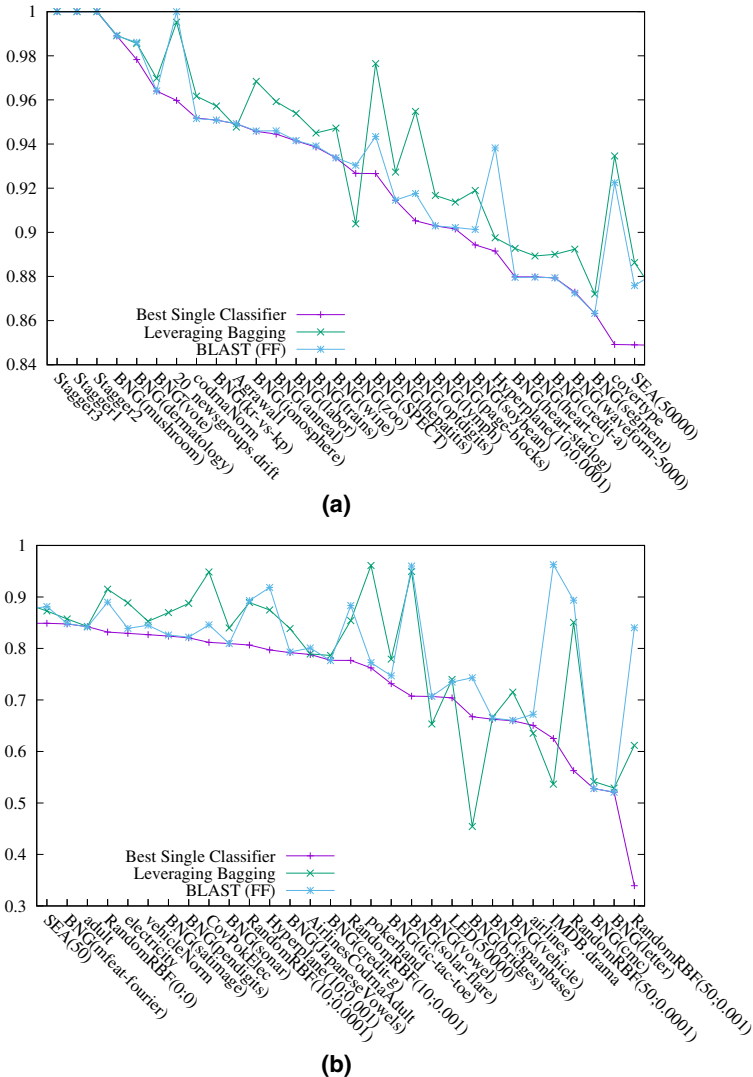 1
0.98
0.96
0.94
0.92
0.9
0.88
0.86
0.84
Best Single Classifier
Leveraging Bagging
BLAST (FF)
Stagger3
Stagger1
Stagger2
BNG(mushroom)
BNG(dermatology)
BNG(vote)
20_newsgroups.drift
codrnaNorm
BNG(kr-vs-kp)
Agrawal1
BNG(ionosphere)
BNG(anneal)
BNG(labor)
BNG(trains)
BNG(wine)
BNG(zoo)
BNG(SPECT)
BNG(hepatitis)
BNG(optdigits)
BNG(lymph)
BNG(page-blocks)
BNG(soybean)
Hyperplane(10;0.0001)
BNG(heart-statlog)
BNG(heart-c)
BNG(credit-a)
BNG(waveform-5000)
BNG(segment)
covertype
SEA(50000)
(a)
1
0.9
0.8
0.7
0.6
0.5
0.4
0.3
Best Single Classifier
Leveraging Bagging
BLAST (FF)
SEA(50)
BNG(mfeat-fourier)
adult
RandomRBF(0;0)
electricity
vehicleNorm
BNG(satimage)
BNG(pendigits)
CovPokElec
BNG(sonar)
RandomRBF(10;0.0001)
Hyperplane(10;0.001)
BNG(JapaneseVowels)
AirlinesCodrnaAdult
BNG(credit-g)
RandomRBF(10;0.001)
pokerhand
BNG(tic-tac-toe)
BNG(solar-flare)
BNG(vowel)
LED(50000)
BNG(bridges)
BNG(spambase)
BNG(vehicle)
airlines
IMDB.drama
RandomRBF(50;0.0001)
BNG(cmc)
BNG(letter)
RandomRBF(50;0.001)
(b)